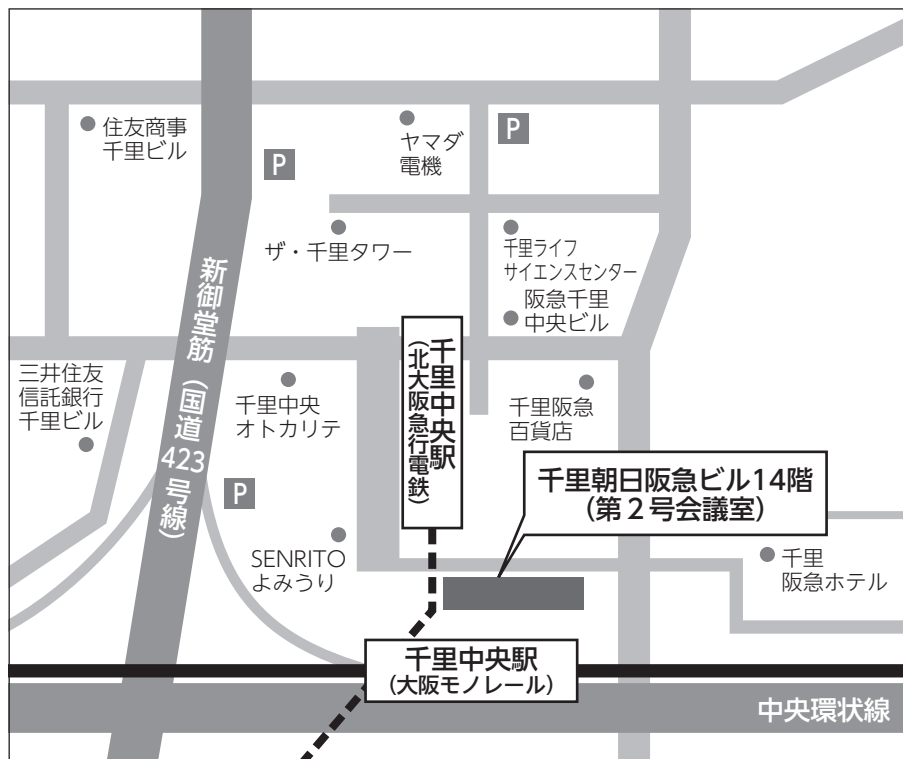 住友商事
千里ビル
P
ヤマダ
電機
P
ザ・千里タワー
千里ライフ
サイエンスセンター
阪急千里
中央ビル
新御堂筋（国道423号線）
千里中央駅
（北大阪急行電鉄）
三井住友
信託銀行
千里ビル
千里中央
オトカリテ
千里阪急
百貨店
P
千里朝日阪急ビル14階
（第２号会議室）
SENRITO
よみうり
千里
阪急ホテル
千里中央駅
（大阪モノレール）
中央環状線